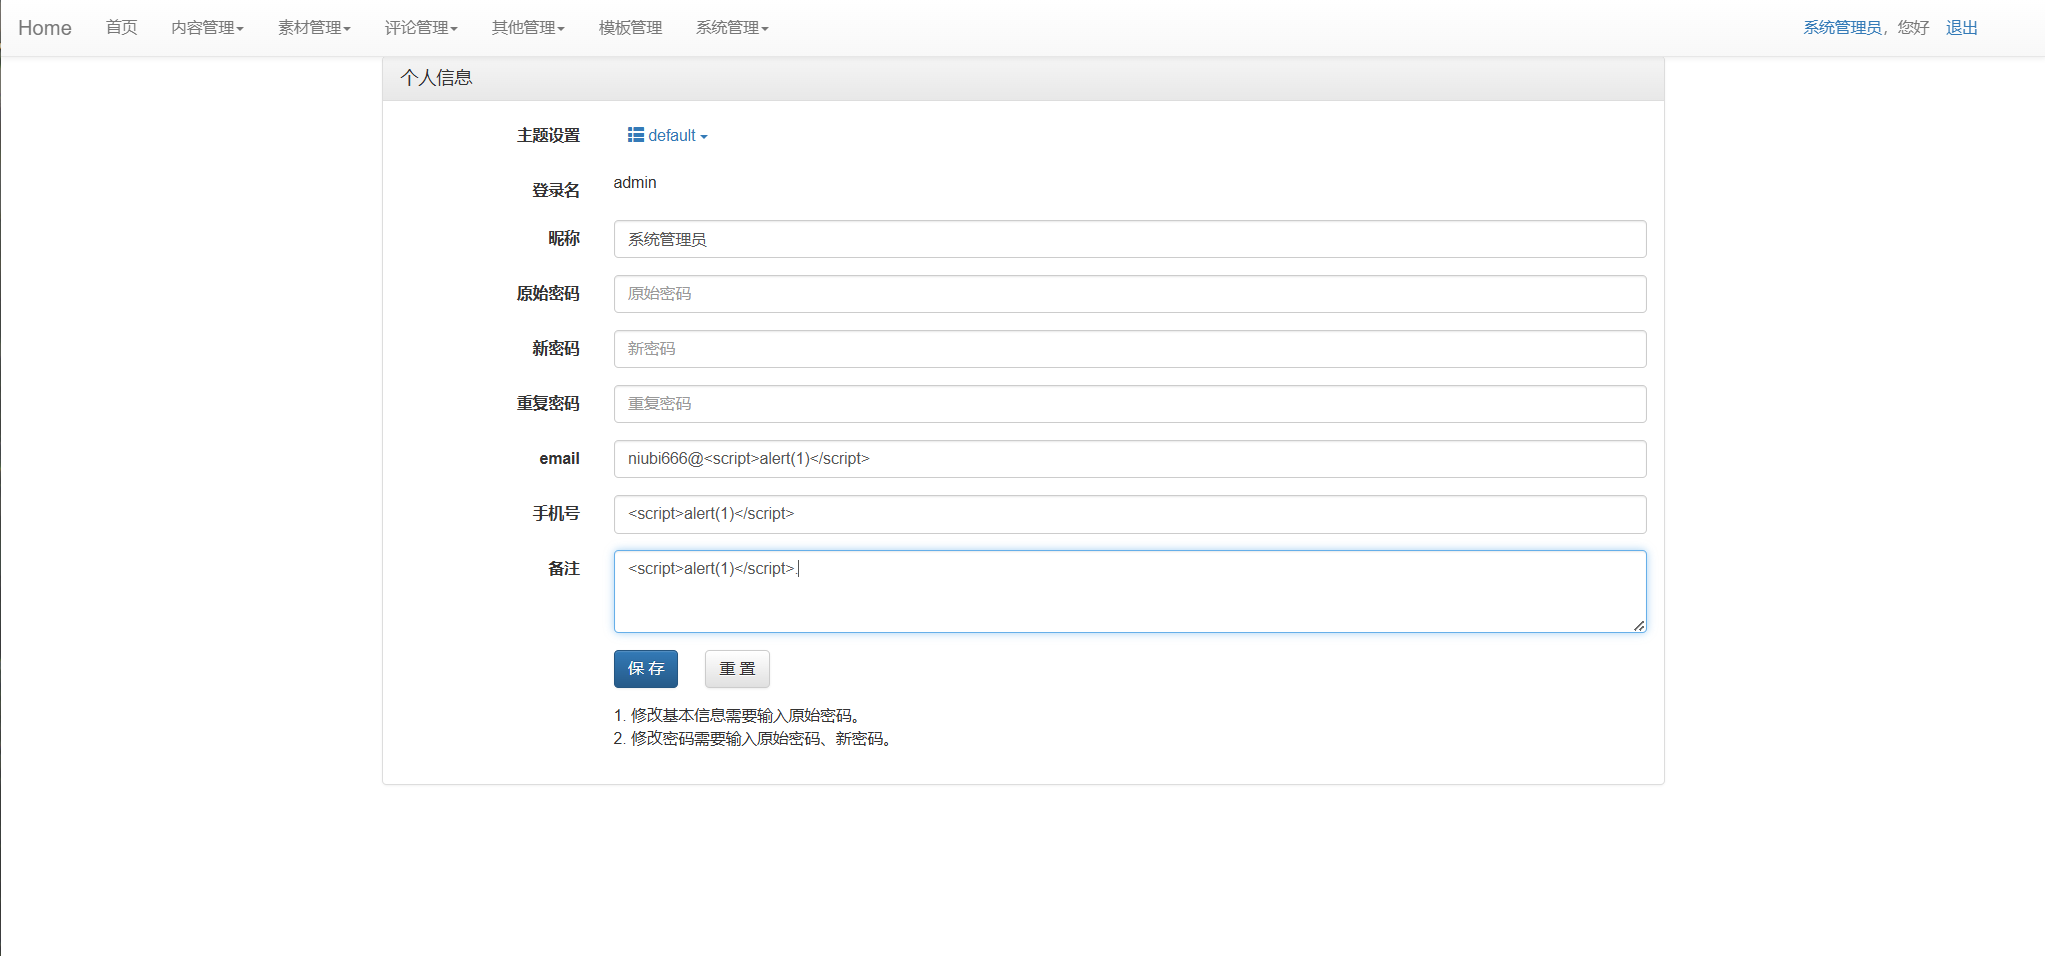 Home 首页 内容管理 素材管理 评论管理 其他管理 模板管理 系统管理 系统管理员，您好 退出
个人信息
主题设置 default
登录名 admin
昵称 系统管理员
原始密码 原始密码
新密码 新密码
重复密码 重复密码
email niubi666@<script>alert(1)</script>
手机号 <script>alert(1)</script>
备注 <script>alert(1)</script>.
保 存 重 置
1. 修改基本信息需要输入原始密码。
2. 修改密码需要输入原始密码、新密码。